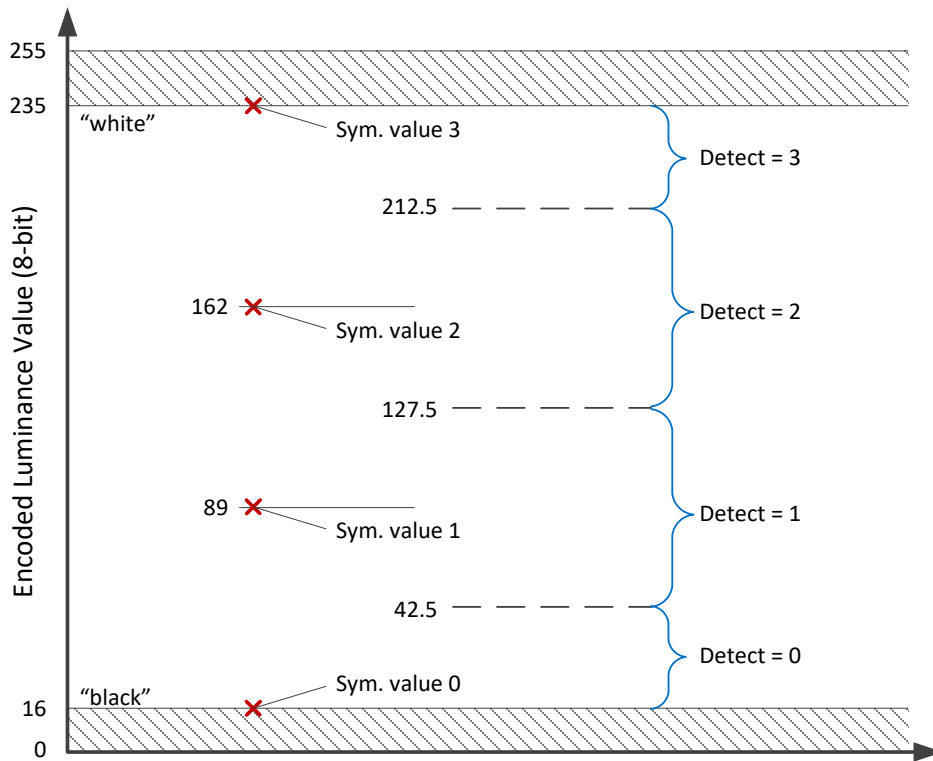 255
235
“white”
Sym. value 3
Detect = 3
212.5
162
Sym. value 2
Detect = 2
127.5
Encoded Luminance Value (8-bit)
89
Sym. value 1
Detect = 1
42.5
Detect = 0
Sym. value 0
“black”
16
0